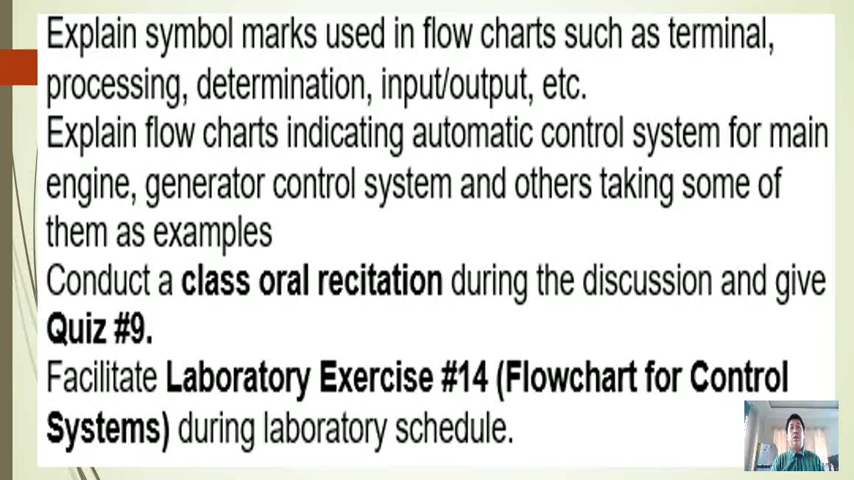 Explain symbol marks used in flow charts such as terminal,
processing, determination, input/output, etc.
Explain flow charts indicating automatic control system for main
engine, generator control system and others taking some of
them as examples
Conduct a class oral recitation during the discussion and give
Quiz #9.
Facilitate Laboratory Exercise #14 (Flowchart for Control
Systems) during laboratory schedule.